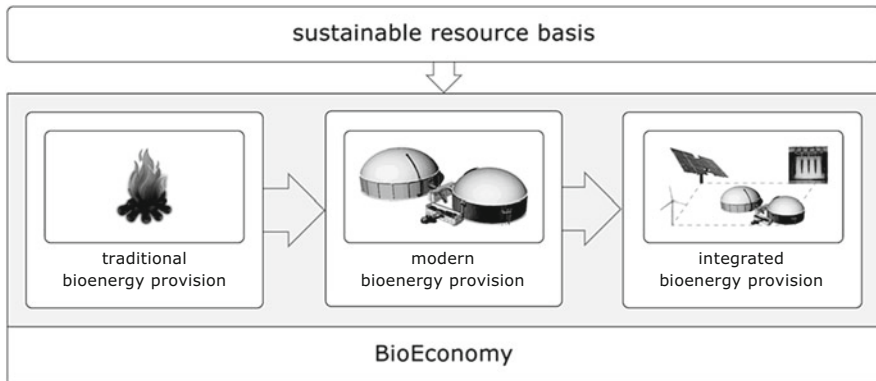 sustainable resource basis
traditional
bioenergy provision
modern
bioenergy provision
integrated
bioenergy provision
BioEconomy